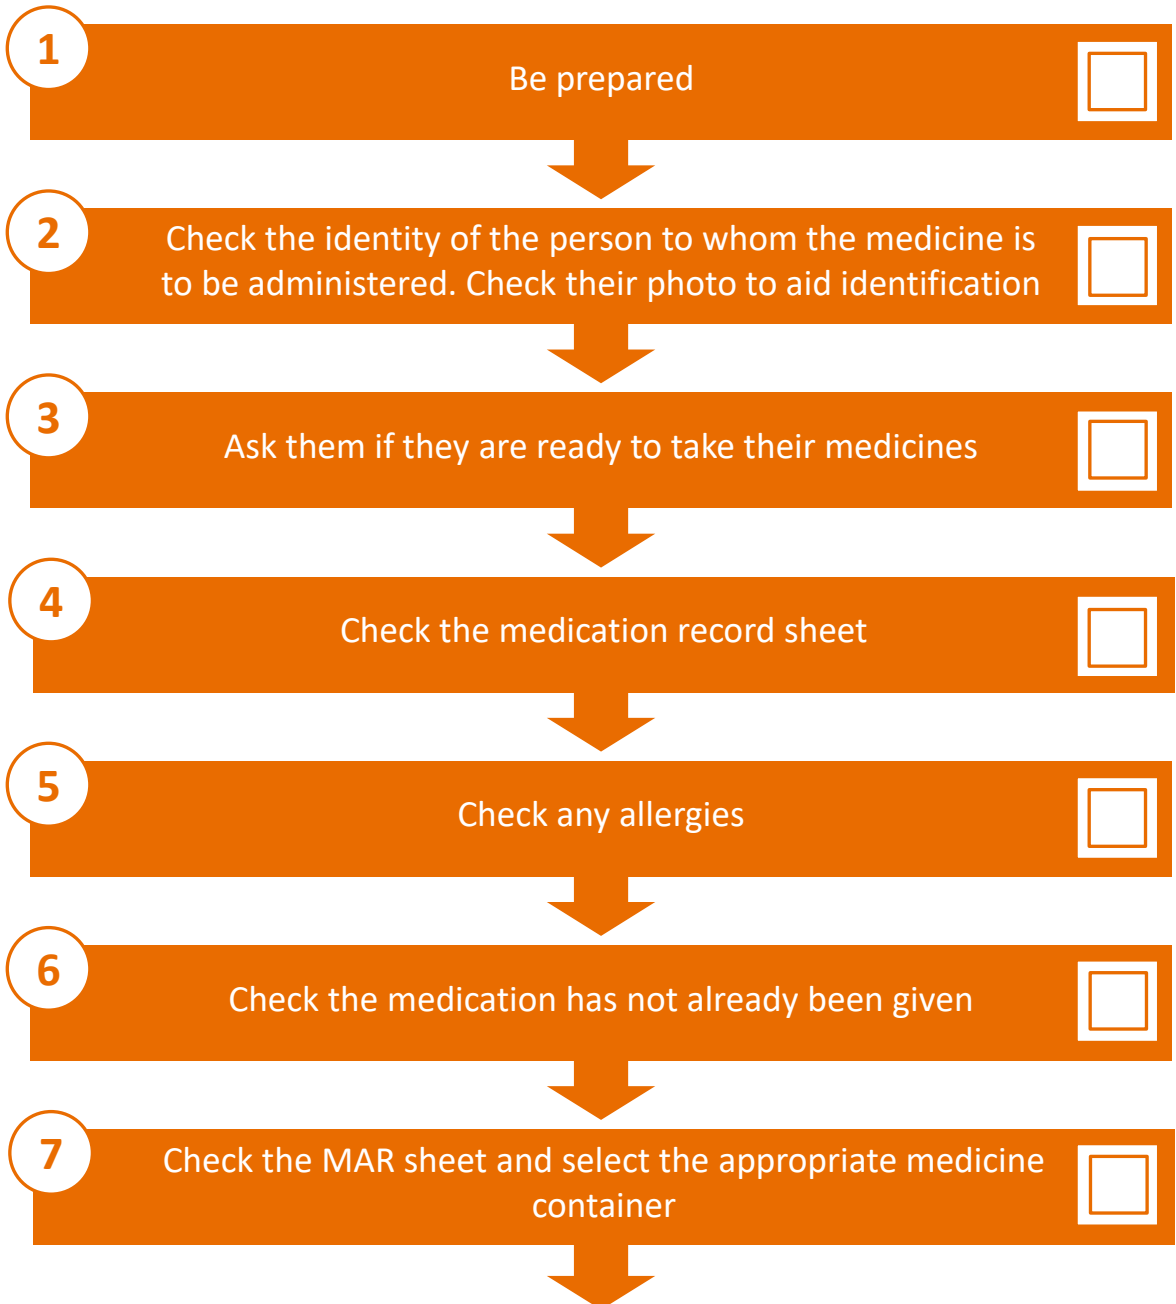 1
Be prepared
2
Check the identity of the person to whom the medicine is
to be administered. Check their photo to aid identification
3
Ask them if they are ready to take their medicines
4
Check the medication record sheet
5
Check any allergies
6
Check the medication has not already been given
7
Check the MAR sheet and select the appropriate medicine
container